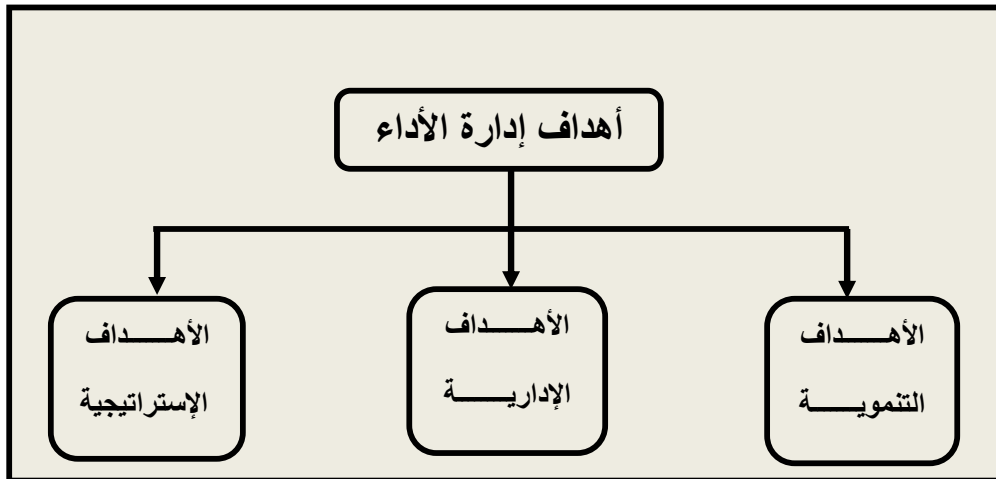 أهداف إدارة الأداء
الأهـــداف
التنمويـــة
الأهـــداف
الإداريـــة
الأهـــداف
الإستراتيجية